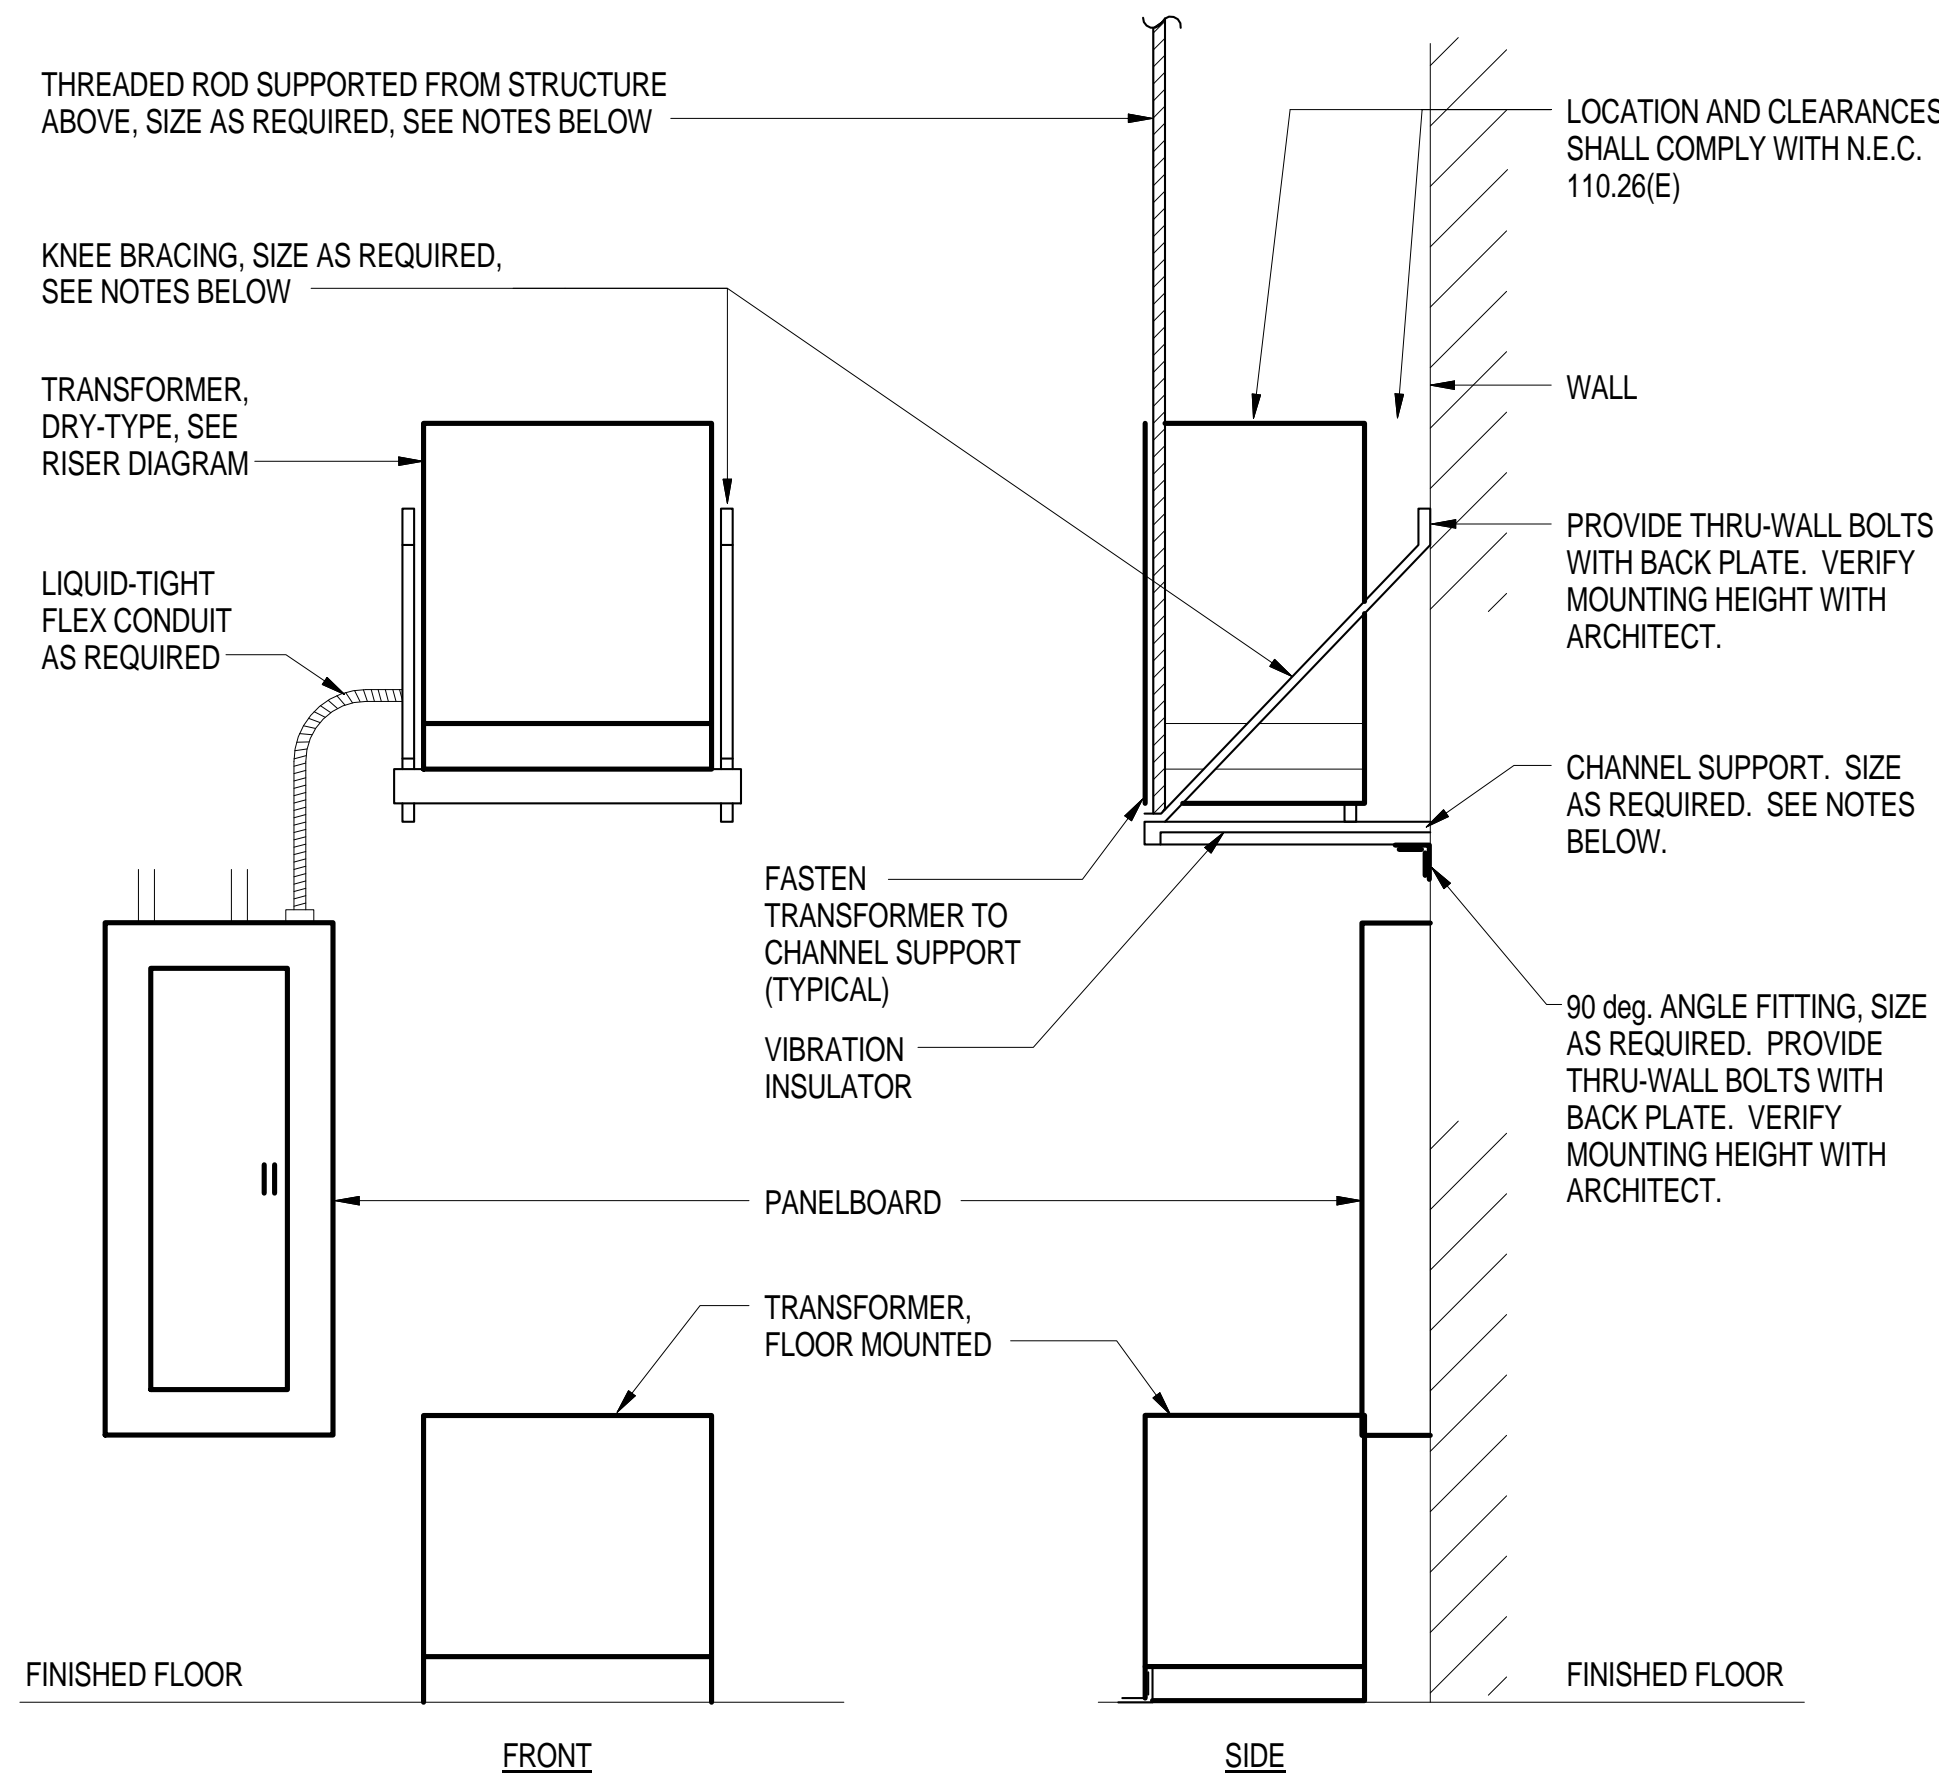 THREADED ROD SUPPORTED FROM STRUCTURE
ABOVE, SIZE AS REQUIRED, SEE NOTES BELOW
KNEE BRACING, SIZE AS REQUIRED,
SEE NOTES BELOW
TRANSFORMER,
DRY-TYPE, SEE
RISER DIAGRAM
LIQUID-TIGHT
FLEX CONDUIT
AS REQUIRED
LOCATION AND CLEARANCES
SHALL COMPLY WITH N.E.C.
110.26(E)
WALL
PROVIDE THRU-WALL BOLTS
WITH BACK PLATE. VERIFY
MOUNTING HEIGHT WITH
ARCHITECT.
CHANNEL SUPPORT. SIZE
AS REQUIRED. SEE NOTES
BELOW.
FASTEN
TRANSFORMER TO
CHANNEL SUPPORT
(TYPICAL)
VIBRATION
INSULATOR
90 deg. ANGLE FITTING, SIZE
AS REQUIRED. PROVIDE
THRU-WALL BOLTS WITH
BACK PLATE. VERIFY
MOUNTING HEIGHT WITH
ARCHITECT.
PANELBOARD
TRANSFORMER,
FLOOR MOUNTED
FINISHED FLOOR
FINISHED FLOOR
FRONT
SIDE